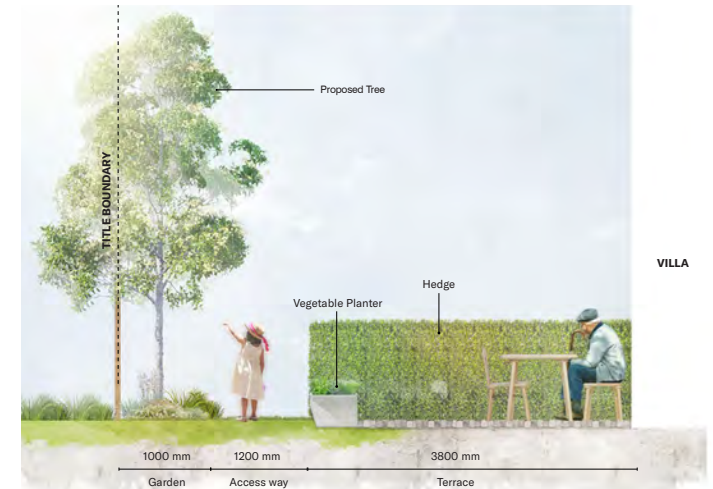 Proposed Tree
TITLE BOUNDARY
VILLA
Hedge
Vegetable Planter
1000 mm
1200 mm
3800 mm
Garden
Access way
Terrace